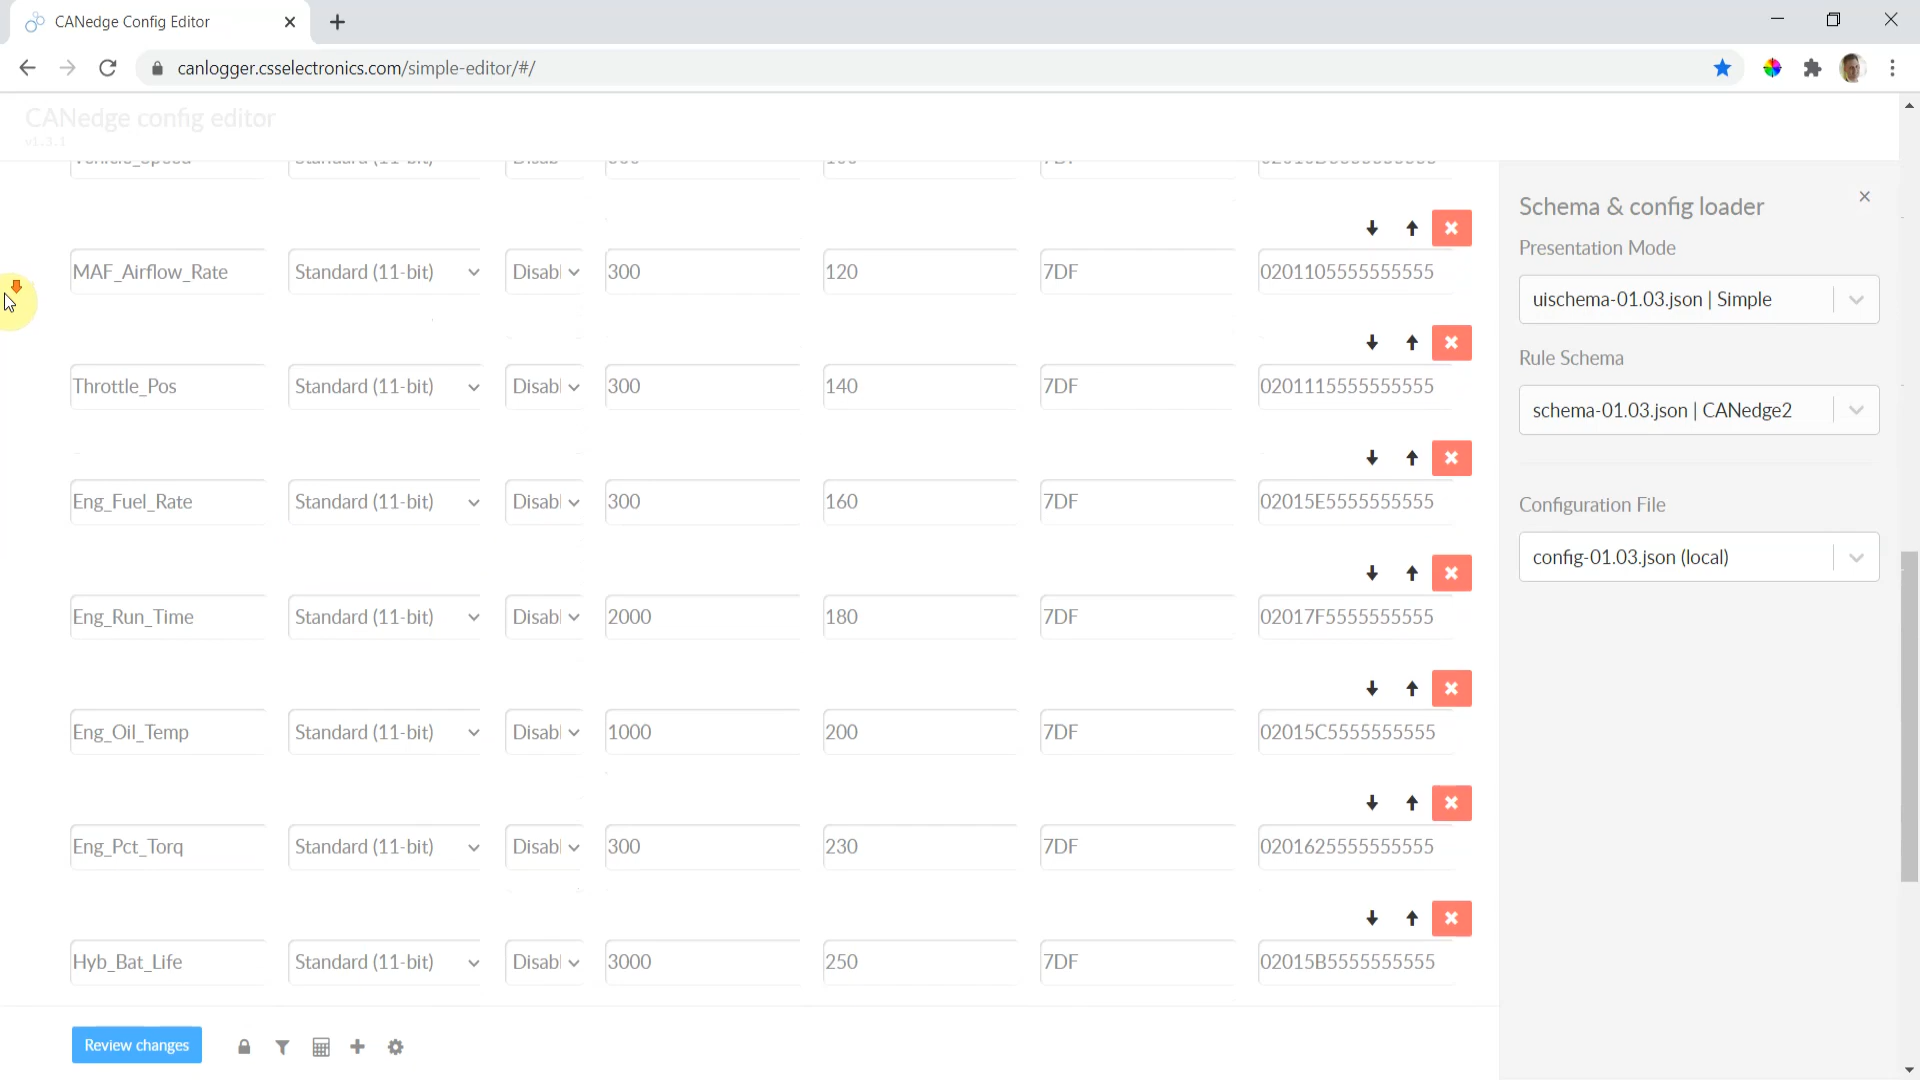 CANedge Config Editor
canlogger.csselectronics.com/simple-editor/#/
CANedge config editor
v1.3.1
MAF_Airflow_Rate Standard (11-bit) Disabl 300 120 7DF 0201105555555555
Throttle_Pos Standard (11-bit) Disabl 300 140 7DF 0201115555555555
Eng_Fuel_Rate Standard (11-bit) Disabl 300 160 7DF 02015E5555555555
Eng_Run_Time Standard (11-bit) Disabl 2000 180 7DF 02017F5555555555
Eng_Oil_Temp Standard (11-bit) Disabl 1000 200 7DF 02015C5555555555
Eng_Pct_Torq Standard (11-bit) Disabl 300 230 7DF 0201625555555555
Hyb_Bat_Life Standard (11-bit) Disabl 3000 250 7DF 02015B5555555555
Review changes
Schema & config loader
Presentation Mode
uischema-01.03.json | Simple
Rule Schema
schema-01.03.json | CANedge2
Configuration File
config-01.03.json (local)